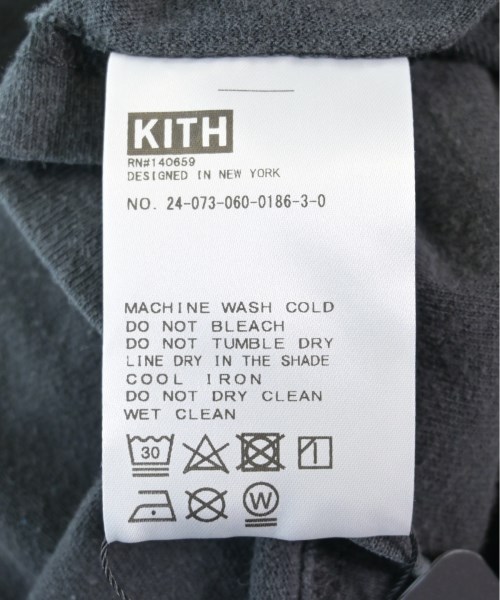 KITH
RN#140659
DESIGNED IN NEW YORK
NO. 24-073-060-0186-3-0
MACHINE WASH COLD
DO NOT BLEACH
DO NOT TUMBLE DRY
LINE DRY IN THE SHADE
COOL IRON
DO NOT DRY CLEAN
WET CLEAN
30
W